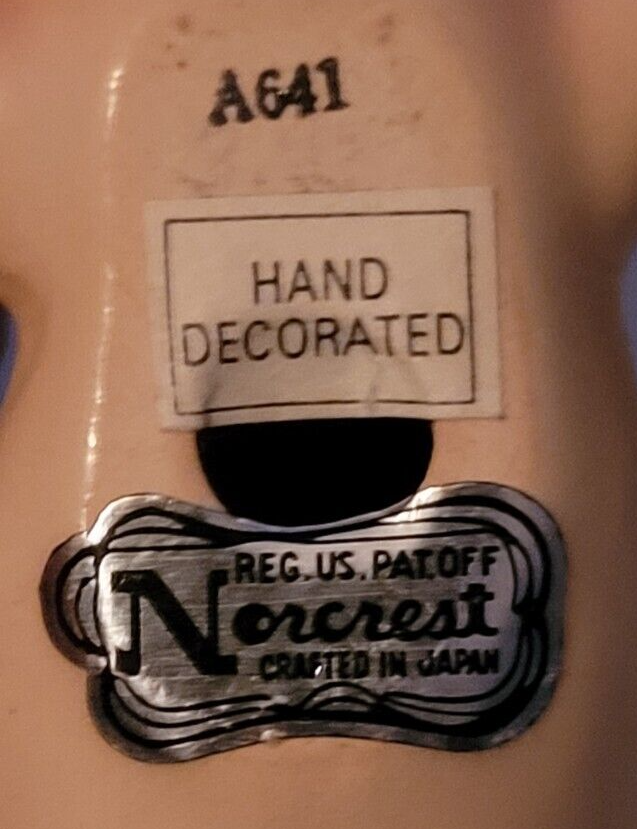 A641
HAND
DECORATED
REG. US. PAT. OFF
Norcrest
CRAFTED IN JAPAN